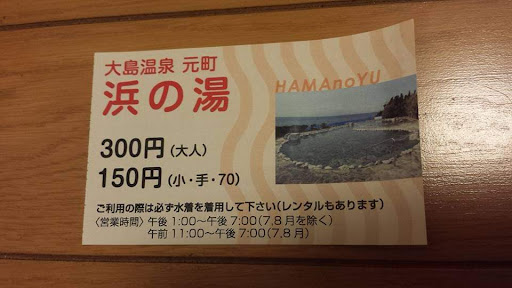 大島温泉 元町
浜の湯
HAMAnoYU
300円(大人)
150円(小・手・70)
ご利用の際は必ず水着を着用して下さい(レンタルもあります)
〈営業時間〉午後1:00〜午後7:00(7,8月を除く)
午前11:00〜午後7:00(7,8月)